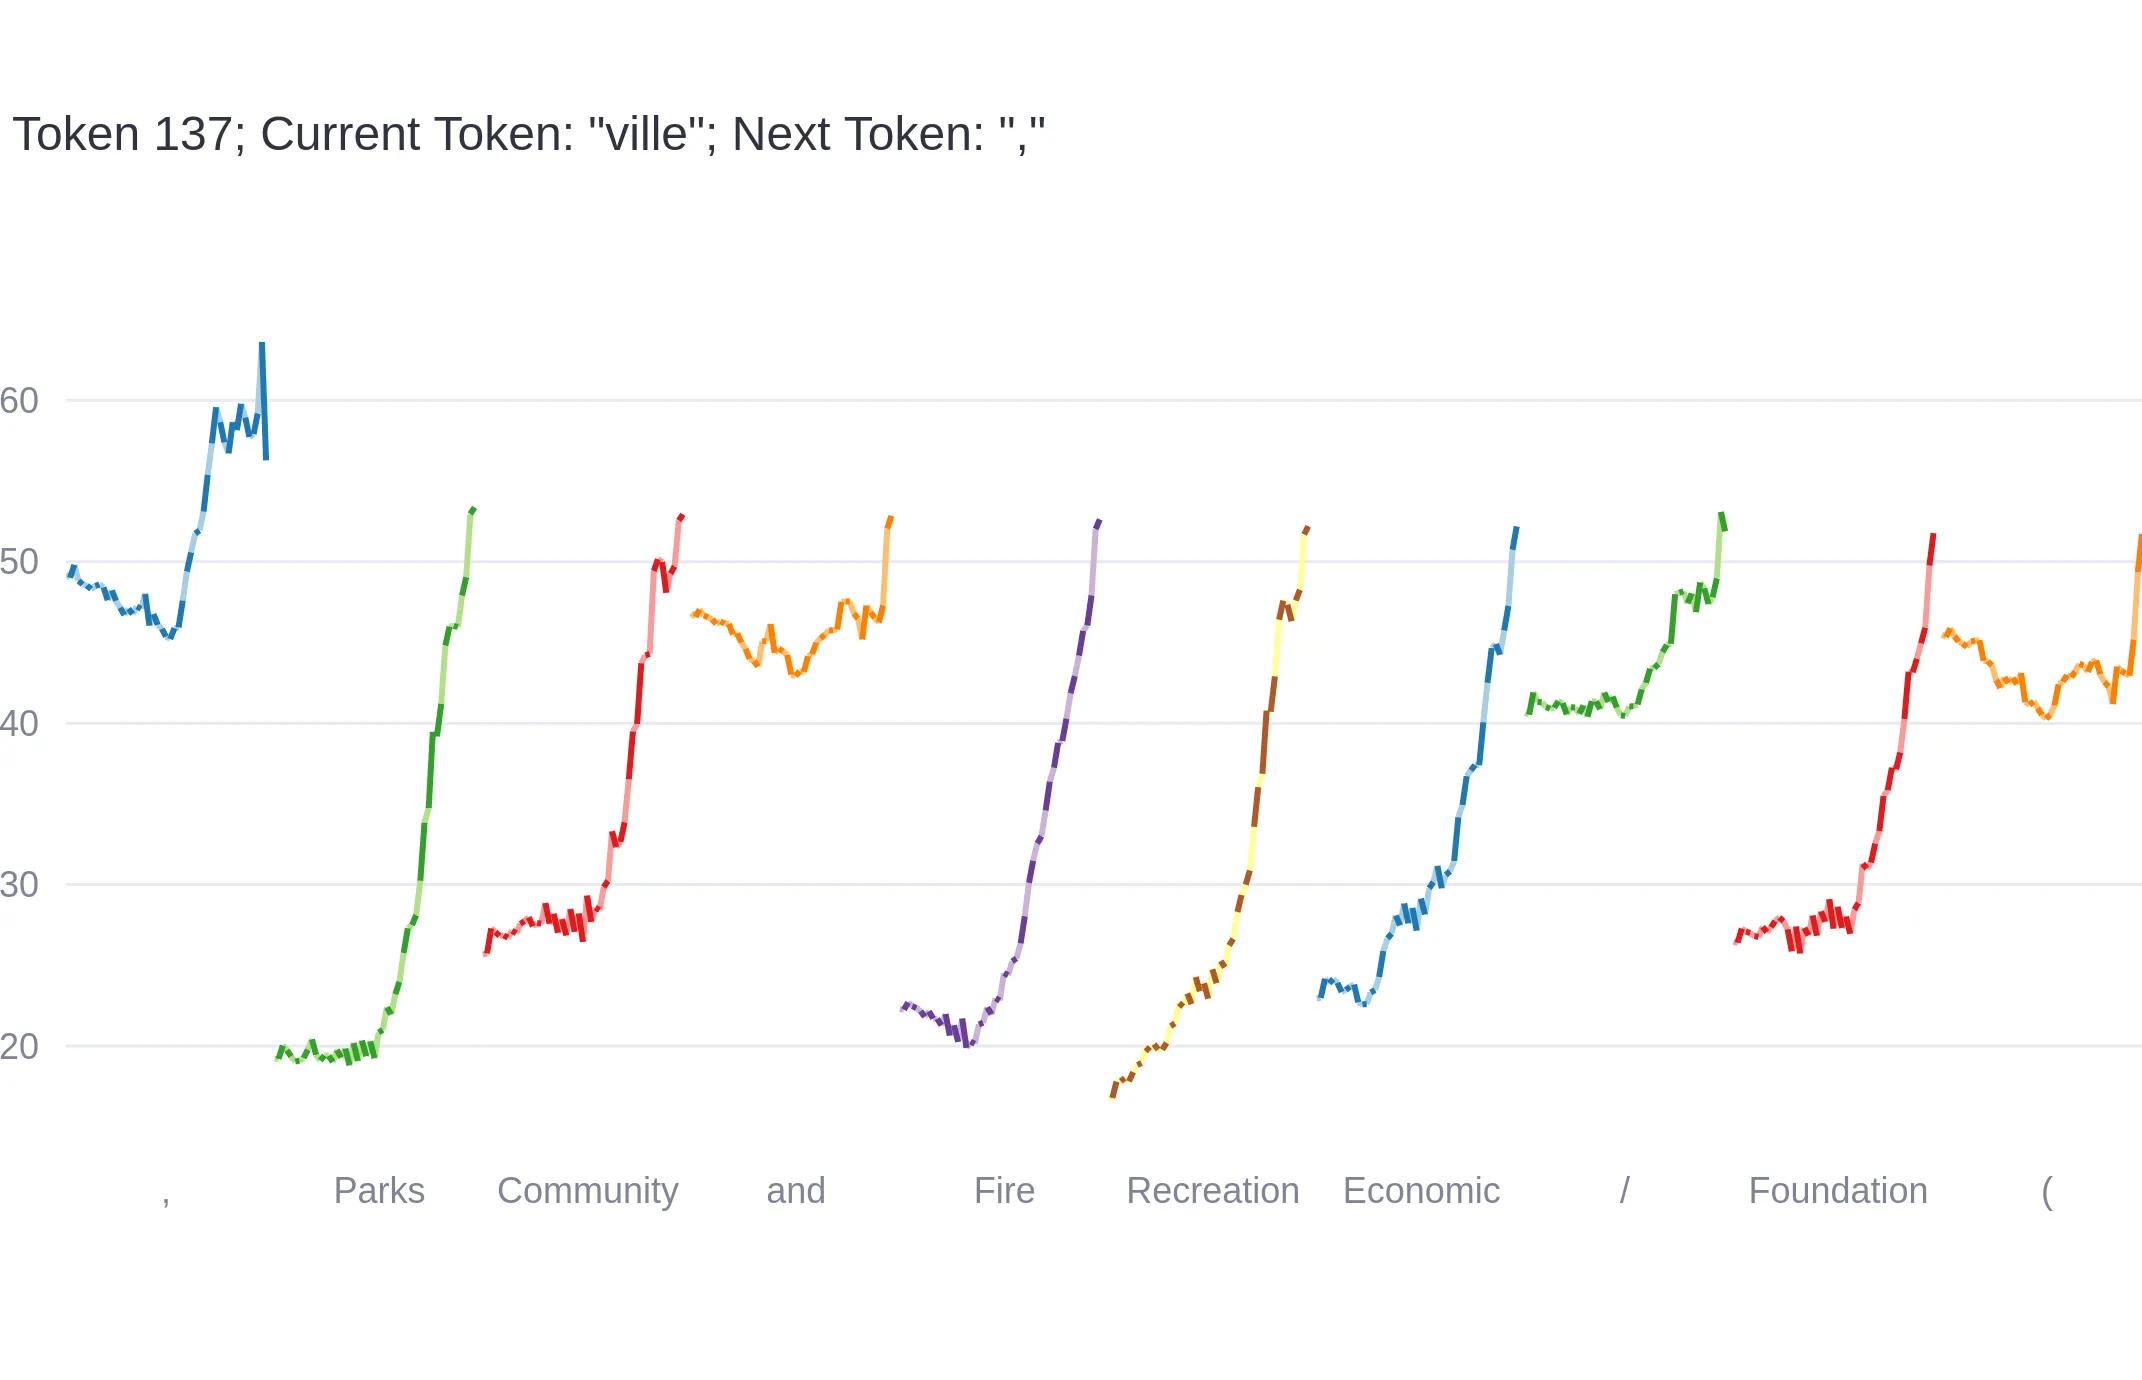 Token 137; Current Token: "ville"; Next Token: ","
60
50
40
30
20
, Parks Community and Fire Recreation Economic / Foundation (